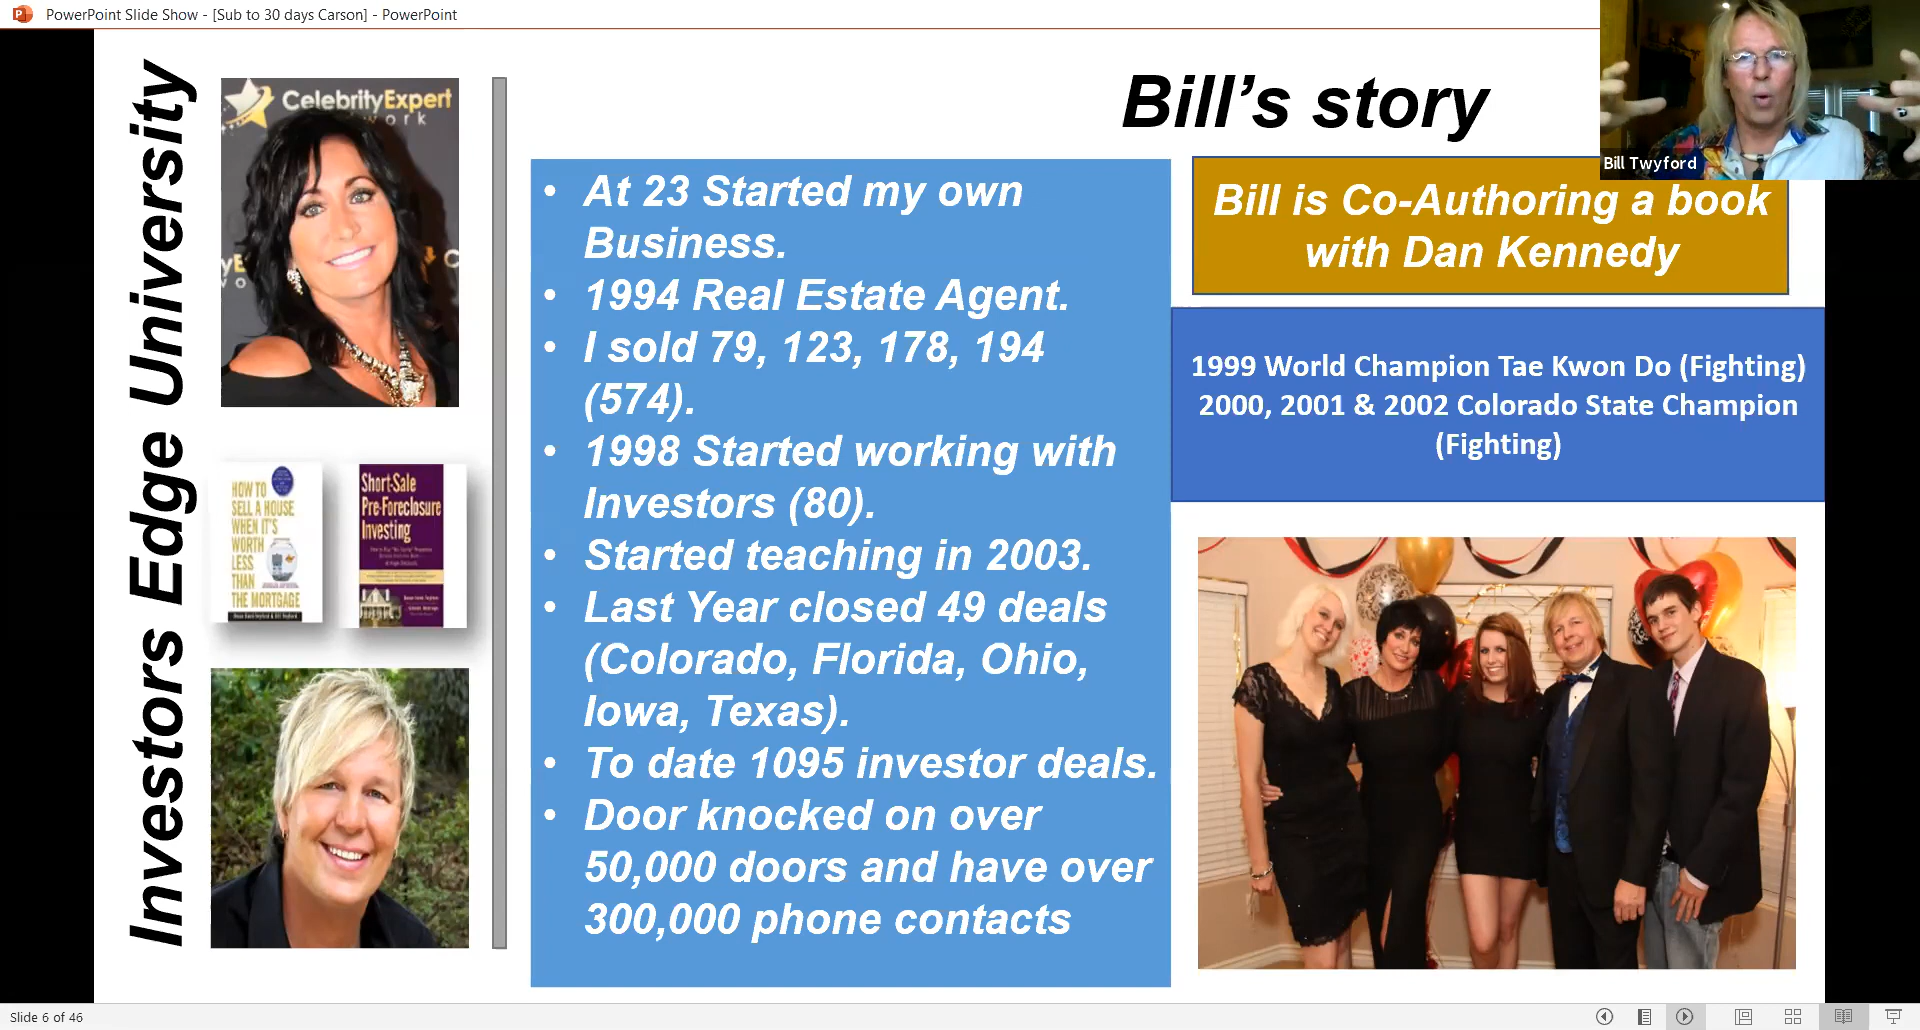 PowerPoint Slide Show - [Sub to 30 days Carson] - PowerPoint
Investors Edge University
CelebrityExpert
work
Bill's story
Bill Twyford
• At 23 Started my own
Business.
• 1994 Real Estate Agent.
• I sold 79, 123, 178, 194
(574).
• 1998 Started working with
Investors (80).
• Started teaching in 2003.
• Last Year closed 49 deals
(Colorado, Florida, Ohio,
Iowa, Texas).
• To date 1095 investor deals.
• Door knocked on over
50,000 doors and have over
300,000 phone contacts
Bill is Co-Authoring a book
with Dan Kennedy
1999 World Champion Tae Kwon Do (Fighting)
2000, 2001 & 2002 Colorado State Champion
(Fighting)
HOW TO
SELL A HOUSE
WHEN IT'S
WORTH
LESS
THAN
THE MORTGAGE
Short-Sale
Pre-Foreclosure
Investing
Slide 6 of 46